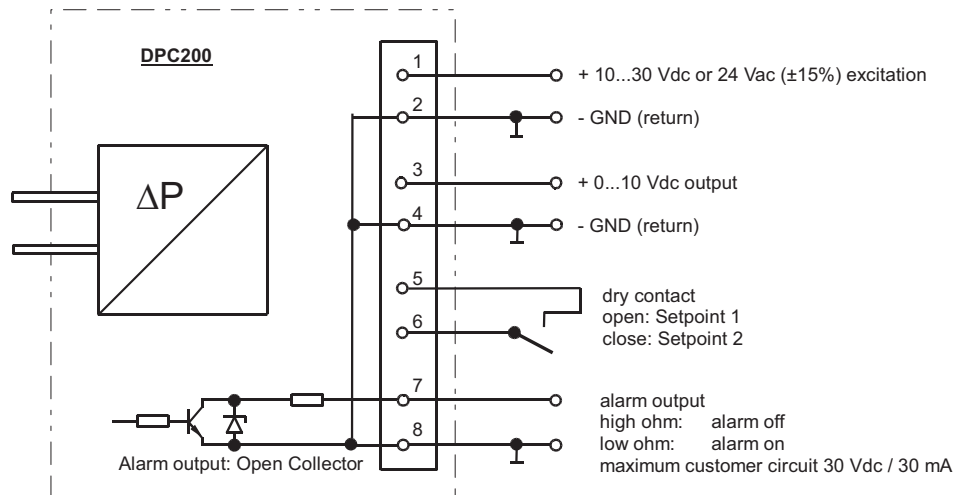 DPC200
ΔP
1
+ 10...30 Vdc or 24 Vac (±15%) excitation
2
- GND (return)
3
+ 0...10 Vdc output
4
- GND (return)
5
dry contact
open: Setpoint 1
6
close: Setpoint 2
7
alarm output
high ohm: alarm off
8
low ohm: alarm on
maximum customer circuit 30 Vdc / 30 mA
Alarm output: Open Collector